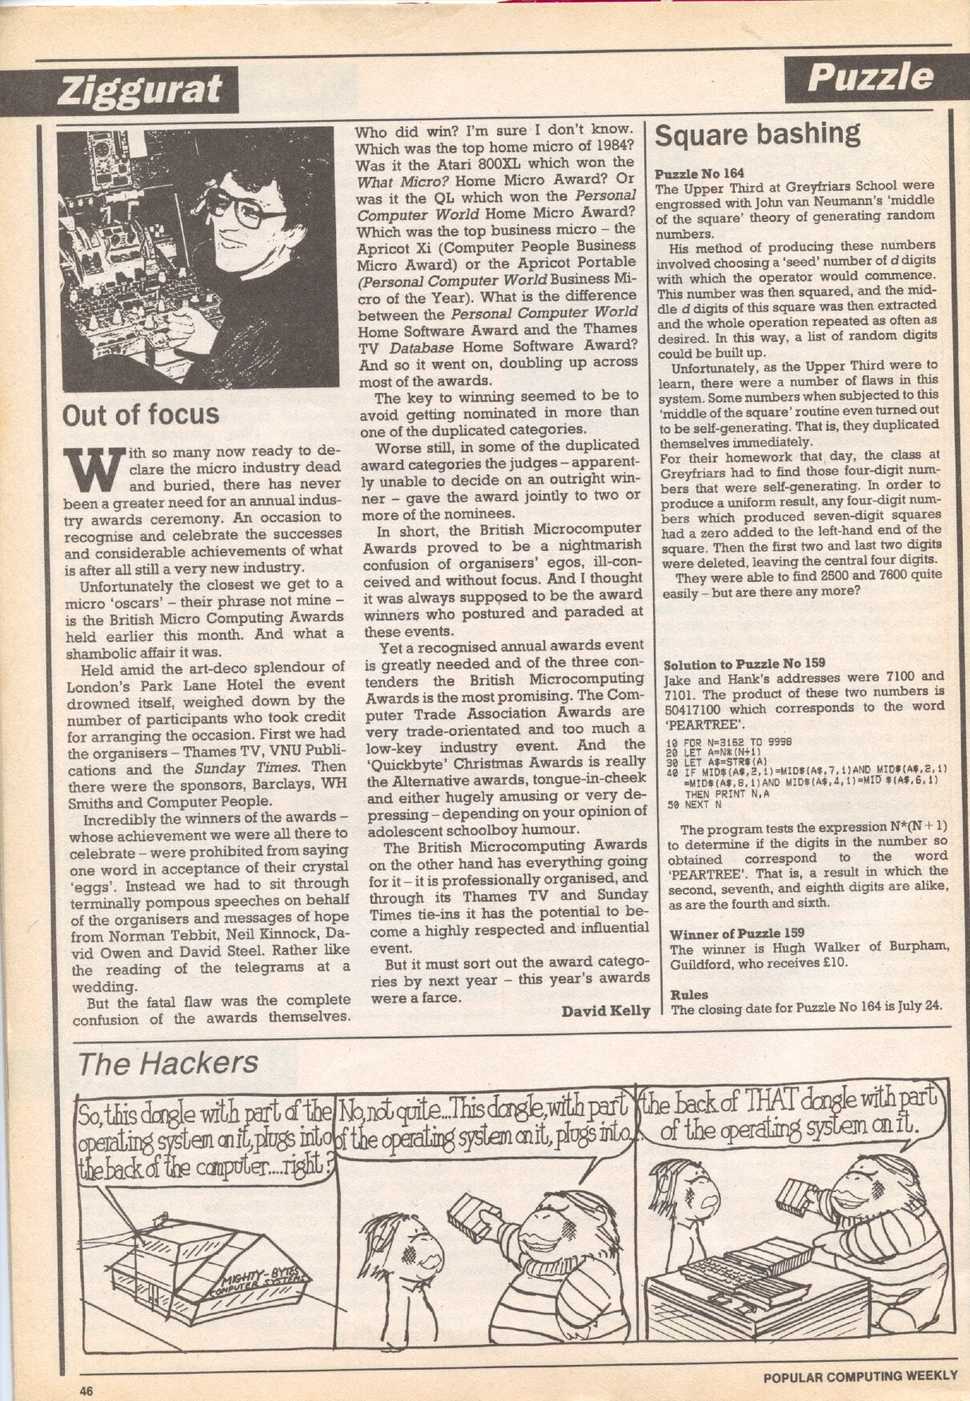 Ziggurat
Puzzle
Out of focus
With so many now ready to de-
clare the micro industry dead
and buried, there has never
been a greater need for an annual indus-
try awards ceremony. An occasion to
recognise and celebrate the successes
and considerable achievements of what
is after all still a very new industry.
Unfortunately the closest we get to a
micro 'oscars' – their phrase not mine –
is the British Micro Computing Awards
held earlier this month. And what a
shambolic affair it was.
Held amid the art-deco splendour of
London's Park Lane Hotel the event
drowned itself, weighed down by the
number of participants who took credit
for arranging the occasion. First we had
the organisers – Thames TV, VNU Publi-
cations and the Sunday Times. Then
there were the sponsors, Barclays, WH
Smiths and Computer People.
Incredibly the winners of the awards –
whose achievement we were all there to
celebrate – were prohibited from saying
one word in acceptance of their crystal
'eggs'. Instead we had to sit through
terminally pompous speeches on behalf
of the organisers and messages of hope
from Norman Tebbit, Neil Kinnock, Da-
vid Owen and David Steel. Rather like
the reading of the telegrams at a
wedding.
But the fatal flaw was the complete
confusion of the awards themselves.
Who did win? I'm sure I don't know.
Which was the top home micro of 1984?
Was it the Atari 800XL which won the
What Micro? Home Micro Award? Or
was it the QL which won the Personal
Computer World Home Micro Award?
Which was the top business micro – the
Apricot Xi (Computer People Business
Micro Award) or the Apricot Portable
(Personal Computer World Business Mi-
cro of the Year). What is the difference
between the Personal Computer World
Home Software Award and the Thames
TV Database Home Software Award?
And so it went on, doubling up across
most of the awards.
The key to winning seemed to be to
avoid getting nominated in more than
one of the duplicated categories.
Worse still, in some of the duplicated
award categories the judges – apparent-
ly unable to decide on an outright win-
ner – gave the award jointly to two or
more of the nominees.
In short, the British Microcomputer
Awards proved to be a nightmarish
confusion of organisers' egos, ill-con-
ceived and without focus. And I thought
it was always supposed to be the award
winners who postured and paraded at
these events.
Yet a recognised annual awards event
is greatly needed and of the three con-
tenders the British Microcomputing
Awards is the most promising. The Com-
puter Trade Association Awards are
very trade-orientated and too much a
low-key industry event. And the
'Quickbyte' Christmas Awards is really
the Alternative awards, tongue-in-cheek
and either hugely amusing or very de-
pressing – depending on your opinion of
adolescent schoolboy humour.
The British Microcomputing Awards
on the other hand has everything going
for it – it is professionally organised, and
through its Thames TV and Sunday
Times tie-ins it has the potential to be-
come a highly respected and influential
event.
But it must sort out the award catego-
ries by next year – this year's awards
were a farce.
David Kelly
Square bashing
Puzzle No 164
The Upper Third at Greyfriars School were
engrossed with John van Neumann's 'middle
of the square' theory of generating random
numbers.
His method of producing these numbers
involved choosing a 'seed' number of d digits
with which the operator would commence.
This number was then squared, and the mid-
dle d digits of this square was then extracted
and the whole operation repeated as often as
desired. In this way, a list of random digits
could be built up.
Unfortunately, as the Upper Third were to
learn, there were a number of flaws in this
system. Some numbers when subjected to this
'middle of the square' routine even turned out
to be self-generating. That is, they duplicated
themselves immediately.
For their homework that day, the class at
Greyfriars had to find those four-digit num-
bers that were self-generating. In order to
produce a uniform result, any four-digit num-
bers which produced seven-digit squares
had a zero added to the left-hand end of the
square. Then the first two and last two digits
were deleted, leaving the central four digits.
They were able to find 2500 and 7600 quite
easily – but are there any more?
Solution to Puzzle No 159
Jake and Hank's addresses were 7100 and
7101. The product of these two numbers is
50417100 which corresponds to the word
'PEARTREE'.
10 FOR N=3162 TO 9998
20 LET A=N*(N+1)
30 LET A$=STR$(A)
40 IF MID$(A$,2,1)=MID$(A$,7,1)AND MID$(A$,2,1)
=MID$(A$,8,1)AND MID$(A$,4,1)=MID $(A$,6,1)
THEN PRINT N,A
50 NEXT N
The program tests the expression N*(N + 1)
to determine if the digits in the number so
obtained correspond to the word
'PEARTREE'. That is, a result in which the
second, seventh, and eighth digits are alike,
as are the fourth and sixth.
Winner of Puzzle 159
The winner is Hugh Walker of Burpham,
Guildford, who receives £10.
Rules
The closing date for Puzzle No 164 is July 24.
The Hackers
So, this dongle with part of the
operating system on it, plugs into
the back of the computer....right?
MIGHTY-BYTES
COMPUTER SYSTEMS
No, not quite...This dongle, with part
of the operating system on it, plugs into
the back of THAT dongle with part
of the operating system on it.
46
POPULAR COMPUTING WEEKLY